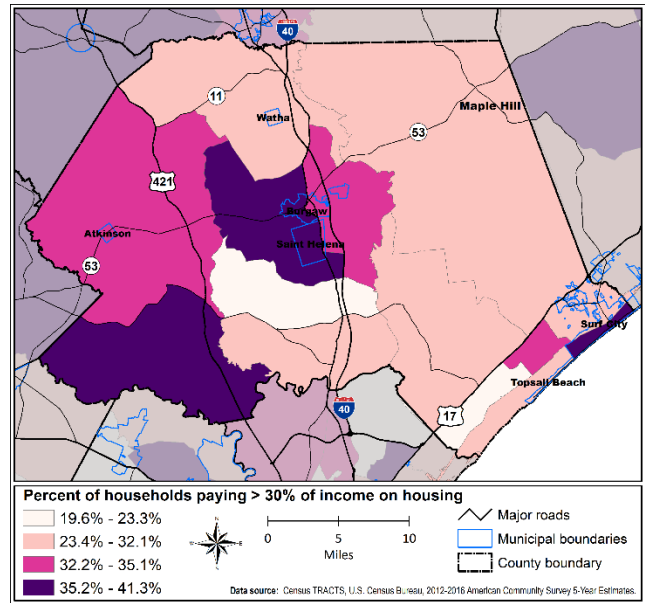 40
11
Watha
Maple Hill
53
421
Burgaw
Atkinson
Saint Helena
53
Surf City
Topsail Beach
17
40
Percent of households paying > 30% of income on housing
19.6% - 23.3%
23.4% - 32.1%
32.2% - 35.1%
35.2% - 41.3%
N
0 5 10
Miles
Major roads
Municipal boundaries
County boundary
Data source: Census TRACTS, U.S. Census Bureau, 2012-2016 American Community Survey 5-Year Estimates.